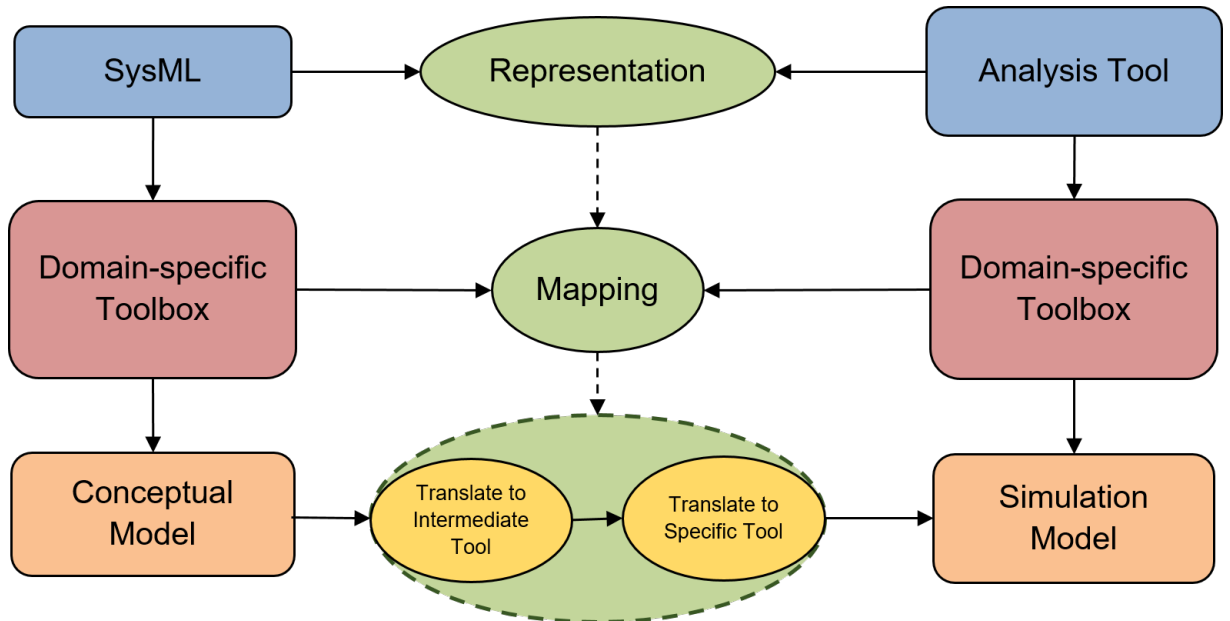 SysML
Representation
Analysis Tool
Domain-specific
Toolbox
Mapping
Domain-specific
Toolbox
Conceptual
Model
Translate to
Intermediate
Tool
Translate to
Specific Tool
Simulation
Model